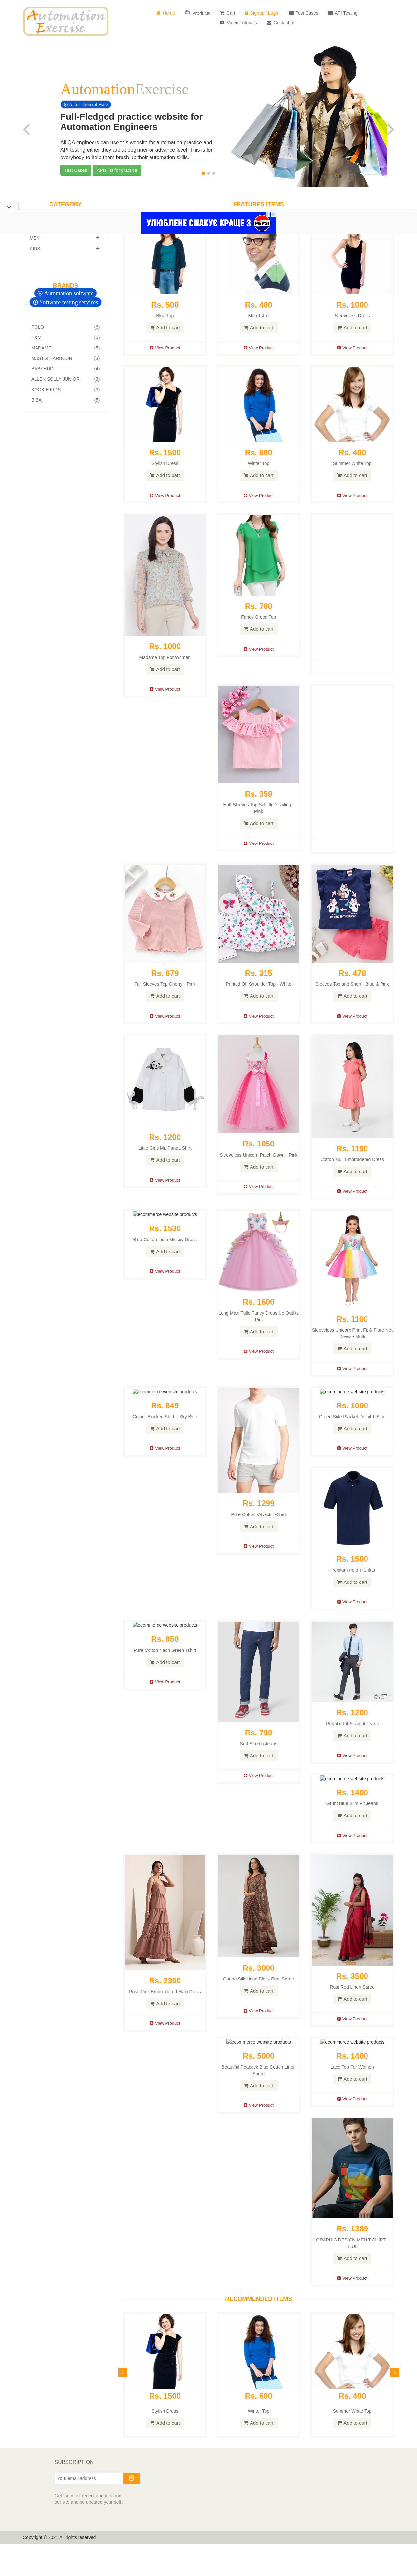 Automation
Exercise
Home
Products
Cart
Signup / Login
Test Cases
API Testing
Video Tutorials
Contact us
AutomationExercise
Automation software
Full-Fledged practice website for
Automation Engineers
All QA engineers can use this website for automation practice and
API testing either they are at beginner or advance level. This is for
everybody to help them brush up their automation skills.
Test Cases
APIs list for practice
CATEGORY
FEATURES ITEMS
УЛЮБЛЕНЕ СМАКУЄ КРАЩЕ З
pepsi
MEN
KIDS
BRANDS
Automation software
Software testing services
POLO (6)
H&M (5)
MADAME (5)
MAST & HARBOUR (3)
BABYHUG (4)
ALLEN SOLLY JUNIOR (3)
KOOKIE KIDS (3)
BIBA (5)
Rs. 500
Blue Top
Add to cart
View Product
Rs. 400
Men Tshirt
Add to cart
View Product
Rs. 1000
Sleeveless Dress
Add to cart
View Product
Rs. 1500
Stylish Dress
Add to cart
View Product
Rs. 600
Winter Top
Add to cart
View Product
Rs. 400
Summer White Top
Add to cart
View Product
Rs. 1000
Madame Top For Women
Add to cart
View Product
Rs. 700
Fancy Green Top
Add to cart
View Product
Rs. 359
Half Sleeves Top Schiffli Detailing -
Pink
Add to cart
View Product
Rs. 679
Full Sleeves Top Cherry - Pink
Add to cart
View Product
Rs. 315
Printed Off Shoulder Top - White
Add to cart
View Product
Rs. 478
Sleeves Top and Short - Blue & Pink
Add to cart
View Product
Rs. 1200
Little Girls Mr. Panda Shirt
Add to cart
View Product
Rs. 1050
Sleeveless Unicorn Patch Gown - Pink
Add to cart
View Product
Rs. 1190
Cotton Mull Embroidered Dress
Add to cart
View Product
ecommerce website products
Rs. 1530
Blue Cotton Indie Mickey Dress
Add to cart
View Product
Rs. 1600
Long Maxi Tulle Fancy Dress Up Outfits
-Pink
Add to cart
View Product
Rs. 1100
Sleeveless Unicorn Print Fit & Flare Net
Dress - Multi
Add to cart
View Product
ecommerce website products
Rs. 849
Colour Blocked Shirt – Sky Blue
Add to cart
View Product
Rs. 1299
Pure Cotton V-Neck T-Shirt
Add to cart
View Product
ecommerce website products
Rs. 1000
Green Side Placket Detail T-Shirt
Add to cart
View Product
Rs. 1500
Premium Polo T-Shirts
Add to cart
View Product
ecommerce website products
Rs. 850
Pure Cotton Neon Green Tshirt
Add to cart
View Product
Rs. 799
Soft Stretch Jeans
Add to cart
View Product
Rs. 1200
Regular Fit Straight Jeans
Add to cart
View Product
ecommerce website products
Rs. 1400
Grunt Blue Slim Fit Jeans
Add to cart
View Product
Rs. 2300
Rose Pink Embroidered Maxi Dress
Add to cart
View Product
Rs. 3000
Cotton Silk Hand Block Print Saree
Add to cart
View Product
Rs. 3500
Rust Red Linen Saree
Add to cart
View Product
ecommerce website products
Rs. 5000
Beautiful Peacock Blue Cotton Linen
Saree
Add to cart
View Product
ecommerce website products
Rs. 1400
Lace Top For Women
Add to cart
View Product
Rs. 1389
GRAPHIC DESIGN MEN T SHIRT -
BLUE
Add to cart
View Product
RECOMMENDED ITEMS
Rs. 1500
Stylish Dress
Add to cart
Rs. 600
Winter Top
Add to cart
Rs. 400
Summer White Top
Add to cart
SUBSCRIPTION
Your email address
Get the most recent updates from
our site and be updated your self...
Copyright © 2021 All rights reserved